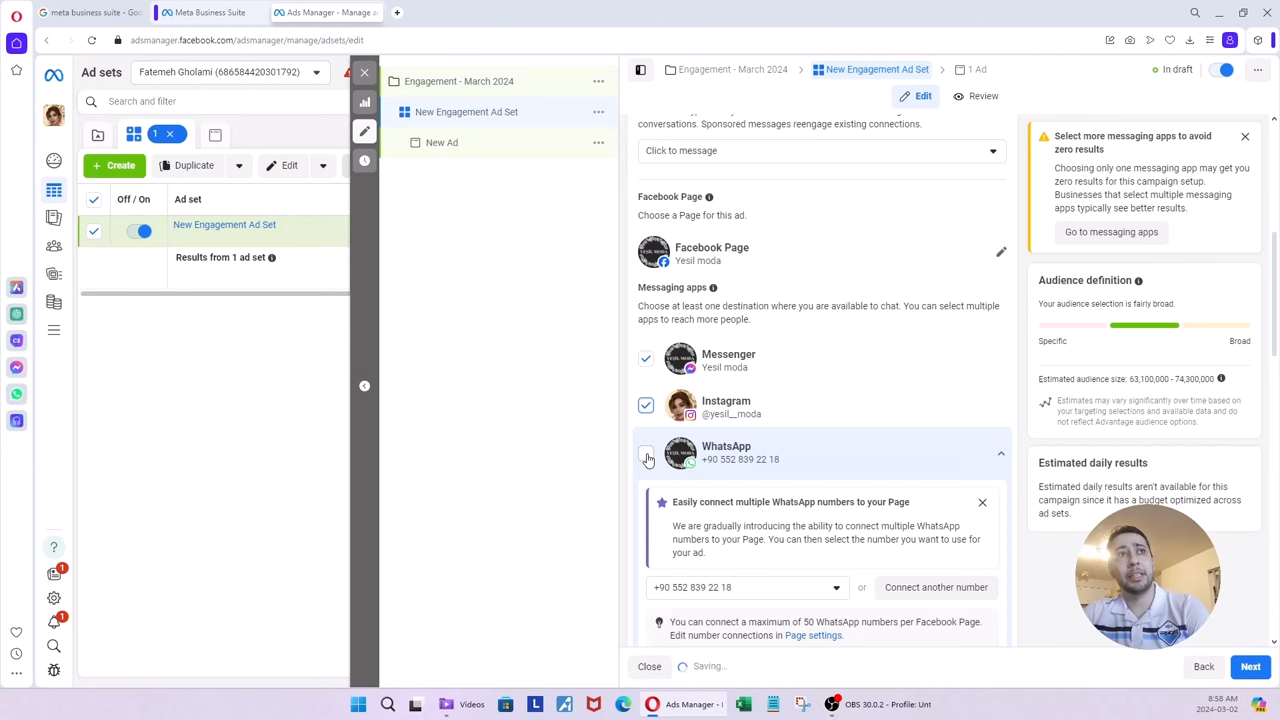 meta business suite - Goo
Meta Business Suite
Ads Manager - Manage a
adsmanager.facebook.com/adsmanager/manage/adsets/edit
Ad sets
Fatemeh Gholami (686584420301792)
Search and filter
1
Create
Duplicate
Edit
Off / On
Ad set
New Engagement Ad Set
Results from 1 ad set
Engagement - March 2024
New Engagement Ad Set
New Ad
Engagement - March 2024
New Engagement Ad Set
1 Ad
In draft
Edit
Review
conversations. Sponsored messages reengage existing connections.
Click to message
Facebook Page
Choose a Page for this ad.
Facebook Page
Yesil moda
Messaging apps
Choose at least one destination where you are available to chat. You can select multiple
apps to reach more people.
Messenger
Yesil moda
Instagram
@yesil__moda
WhatsApp
+90 552 839 22 18
Easily connect multiple WhatsApp numbers to your Page
We are gradually introducing the ability to connect multiple WhatsApp
numbers to your Page. You can then select the number you want to use for
your ad.
+90 552 839 22 18
or
Connect another number
You can connect a maximum of 50 WhatsApp numbers per Facebook Page.
Edit number connections in Page settings.
Close
Saving...
Back
Next
Select more messaging apps to avoid
zero results
Choosing only one messaging app may get you
zero results for this campaign setup.
Businesses that select multiple messaging
apps typically see better results.
Go to messaging apps
Audience definition
Your audience selection is fairly broad.
Specific
Broad
Estimated audience size: 63,100,000 - 74,300,000
Estimates may vary significantly over time based on
your targeting selections and available data and do
not reflect Advantage audience options.
Estimated daily results
Estimated daily results aren't available for this
campaign since it has a budget optimized across
ad sets.
1
1
Videos
Ads Manager -
OBS 30.0.2 - Profile: Unt
8:58 AM
2024-03-02